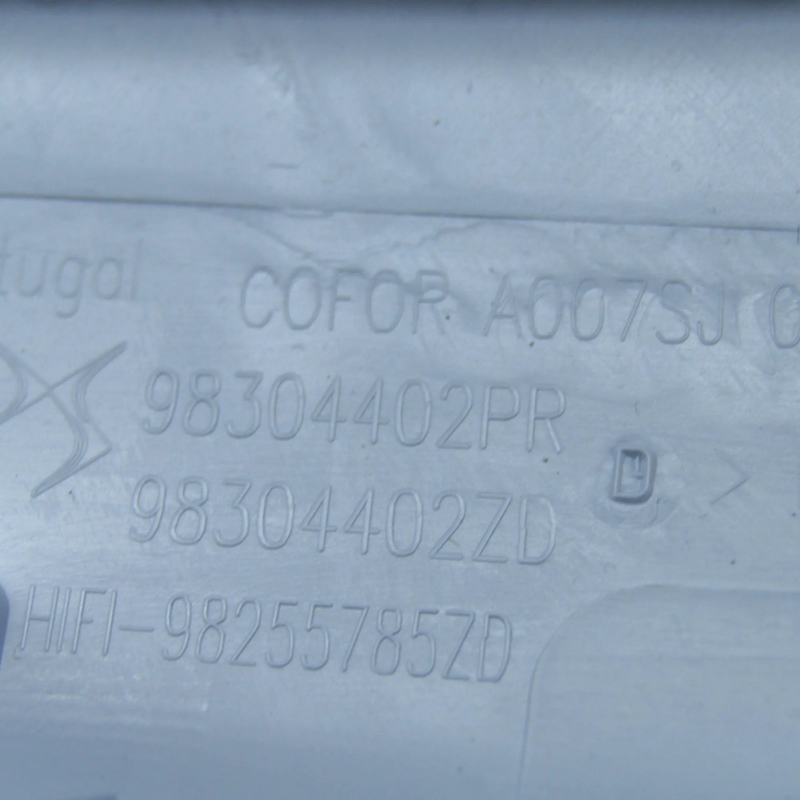 tugal COFOR A007SJ
98304402PR
98304402ZD D >
HIFI-98255785ZD